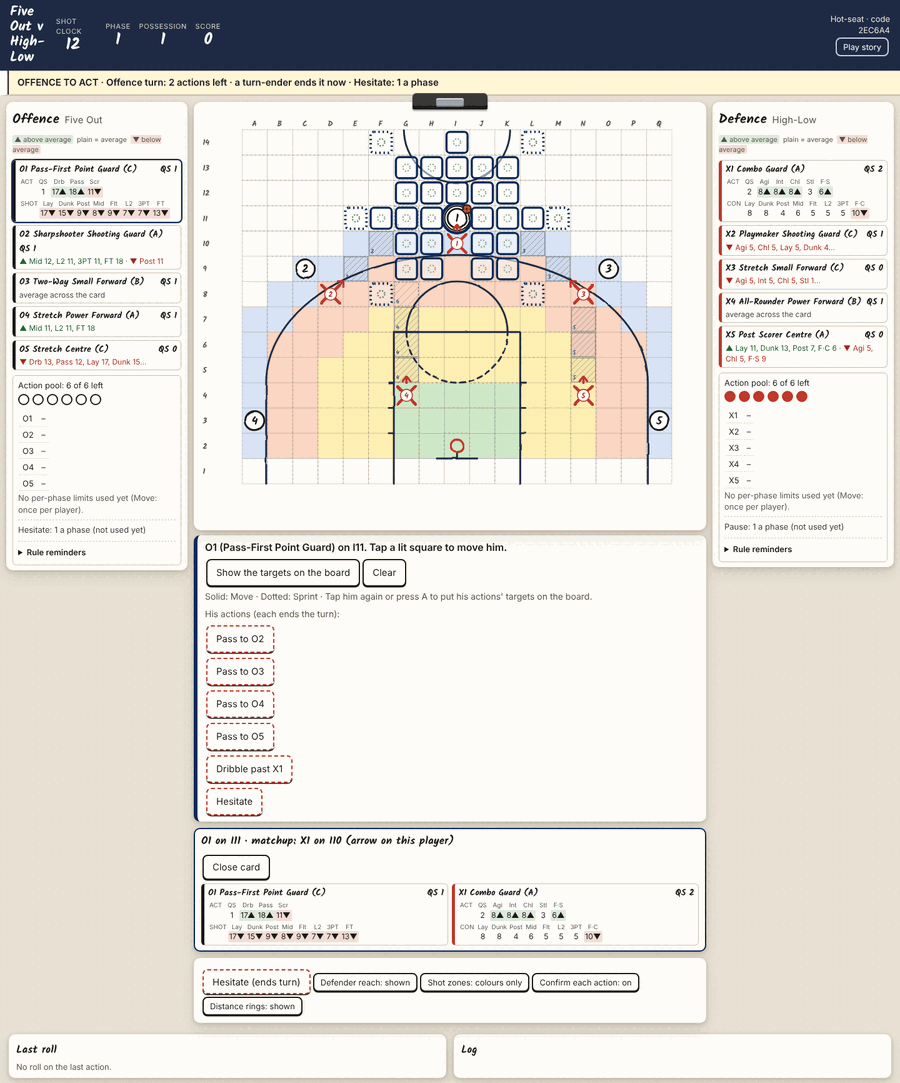 Five
Out v
High-
Low
SHOT
CLOCK
12
PHASE
1
POSSESSION
1
SCORE
0
Hot-seat · code
2EC6A4
Play story
OFFENCE TO ACT · Offence turn: 2 actions left · a turn-ender ends it now · Hesitate: 1 a phase
Offence Five Out
▲ above average plain = average ▼ below
average
O1 Pass-First Point Guard (C) QS 1
ACT QS Drb Pass Scr
1 17▲ 18▲ 11▼
SHOT Lay Dunk Post Mid Flt L9 L2 3PT FT
17▼ 15▼ 9▼ 8▼ 9▼ 7▼ 7▼ 7▼ 13▼
O2 Sharpshooter Shooting Guard (A)
QS 1
▲ Mid 12, L2 11, 3PT 11, FT 18 · ▼ Post 11
O3 Two-Way Small Forward (B) QS 1
average across the card
O4 Stretch Power Forward (A) QS 1
▲ Mid 11, L2 11, FT 18
O5 Stretch Centre (C) QS 0
▼ Drb 13, Pass 12, Lay 17, Dunk 15...
Action pool: 6 of 6 left
O1 –
O2 –
O3 –
O4 –
O5 –
No per-phase limits used yet (Move:
once per player).
Hesitate: 1 a phase (not used yet)
▶ Rule reminders
A B C D E F G H I J K L M N O P Q
14
13
12
11
10
9
8
7
6
5
4
3
2
1
1
1
2
3
2
3
4
5
4
5
Defence High-Low
▲ above average plain = average ▼ below
average
X1 Combo Guard (A) QS 2
ACT QS Agi Int Chl Stl F·S
2 8▲ 8▲ 8▲ 3 6▲
CON Lay Dunk Post Mid Flt L9 L2 3PT F·C
8 8 4 6 5 5 5 5 10▼
X2 Playmaker Shooting Guard (C) QS 1
▼ Agi 5, Chl 5, Lay 5, Dunk 4...
X3 Stretch Small Forward (C) QS 0
▼ Agi 5, Int 5, Chl 5, Stl 1...
X4 All-Rounder Power Forward (B) QS 1
average across the card
X5 Post Scorer Centre (A) QS 0
▲ Lay 11, Dunk 13, Post 7, F·C 6 · ▼ Agi 5,
Chl 5, F·S 9
Action pool: 6 of 6 left
X1 –
X2 –
X3 –
X4 –
X5 –
No per-phase limits used yet (Move:
once per player).
Pause: 1 a phase (not used yet)
▶ Rule reminders
O1 (Pass-First Point Guard) on I11. Tap a lit square to move him.
Show the targets on the board
Clear
Solid: Move · Dotted: Sprint · Tap him again or press A to put his actions' targets on the board.
His actions (each ends the turn):
Pass to O2
Pass to O3
Pass to O4
Pass to O5
Dribble past X1
Hesitate
O1 on I11 · matchup: X1 on I10 (arrow on this player)
Close card
O1 Pass-First Point Guard (C) QS 1
ACT QS Drb Pass Scr
1 17▲ 18▲ 11▼
SHOT Lay Dunk Post Mid Flt L9 L2 3PT FT
17▼ 15▼ 9▼ 8▼ 9▼ 7▼ 7▼ 7▼ 13▼
X1 Combo Guard (A) QS 2
ACT QS Agi Int Chl Stl F·S
2 8▲ 8▲ 8▲ 3 6▲
CON Lay Dunk Post Mid Flt L9 L2 3PT F·C
8 8 4 6 5 5 5 5 10▼
Hesitate (ends turn)
Defender reach: shown
Shot zones: colours only
Confirm each action: on
Distance rings: shown
Last roll
No roll on the last action.
Log